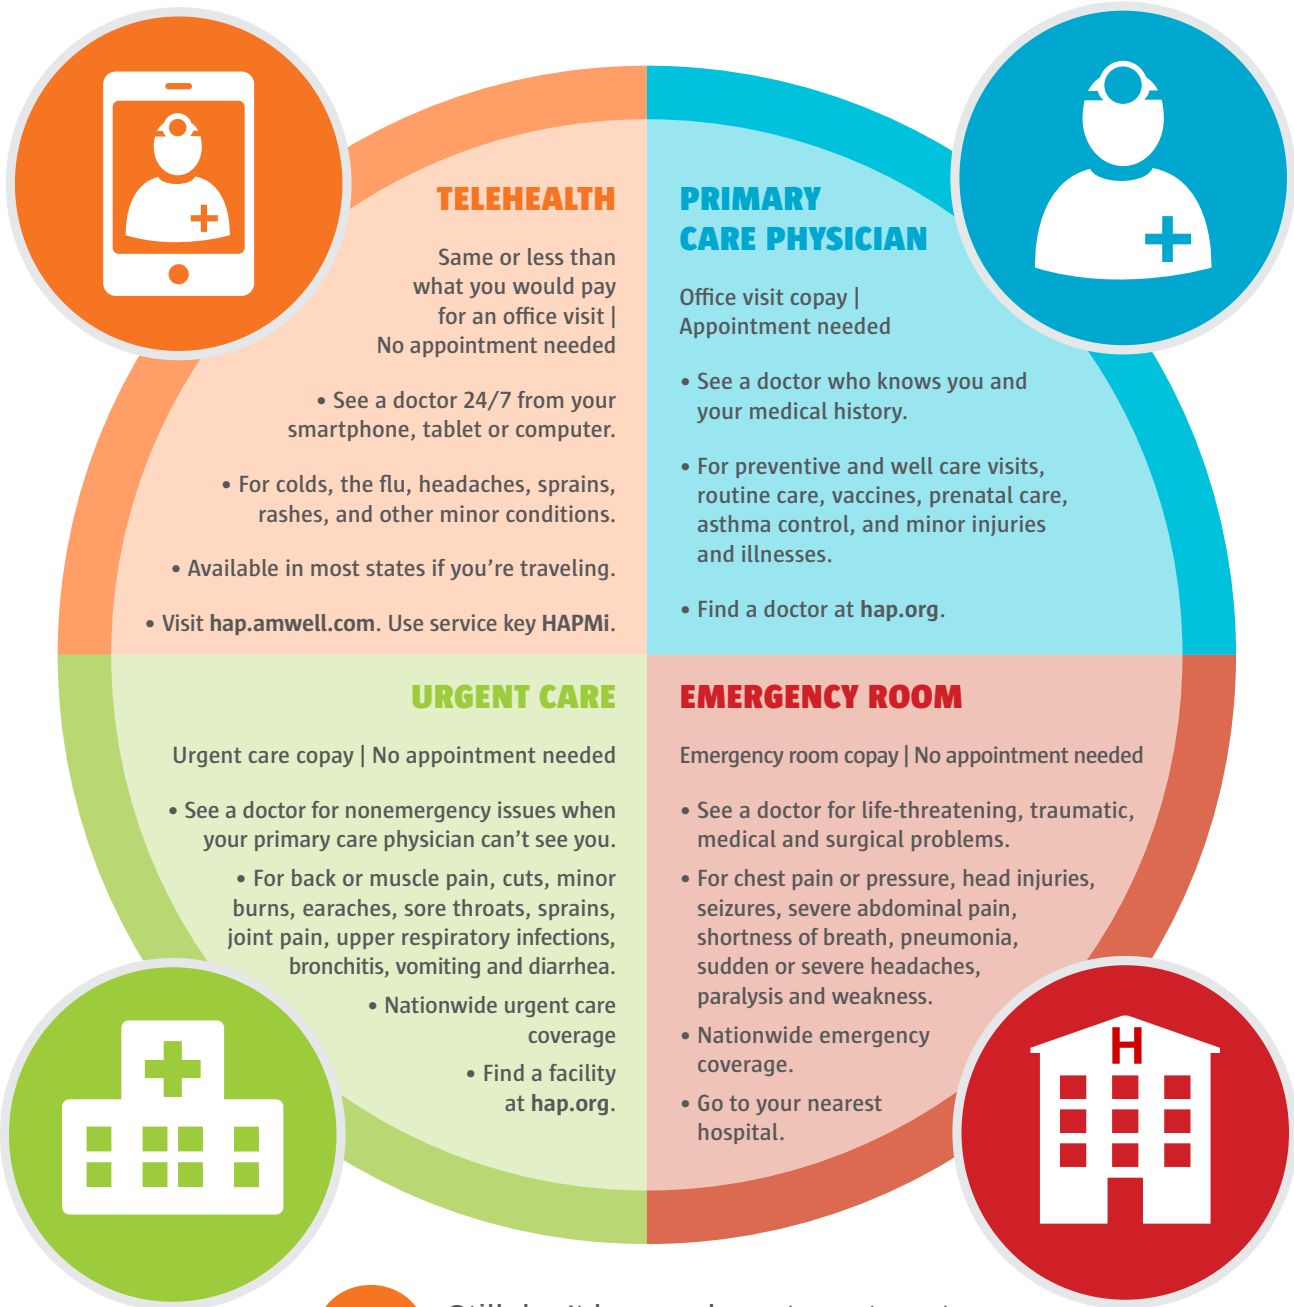 TELEHEALTH
Same or less than
what you would pay
for an office visit |
No appointment needed
• See a doctor 24/7 from your
smartphone, tablet or computer.
• For colds, the flu, headaches, sprains,
rashes, and other minor conditions.
• Available in most states if you’re traveling.
• Visit hap.amwell.com. Use service key HAPMi.
PRIMARY
CARE PHYSICIAN
Office visit copay |
Appointment needed
• See a doctor who knows you and
your medical history.
• For preventive and well care visits,
routine care, vaccines, prenatal care,
asthma control, and minor injuries
and illnesses.
• Find a doctor at hap.org.
URGENT CARE
Urgent care copay | No appointment needed
• See a doctor for nonemergency issues when
your primary care physician can’t see you.
• For back or muscle pain, cuts, minor
burns, earaches, sore throats, sprains,
joint pain, upper respiratory infections,
bronchitis, vomiting and diarrhea.
• Nationwide urgent care
coverage
• Find a facility
at hap.org.
EMERGENCY ROOM
Emergency room copay | No appointment needed
• See a doctor for life-threatening, traumatic,
medical and surgical problems.
• For chest pain or pressure, head injuries,
seizures, severe abdominal pain,
shortness of breath, pneumonia,
sudden or severe headaches,
paralysis and weakness.
• Nationwide emergency
coverage.
• Go to your nearest
hospital.
H